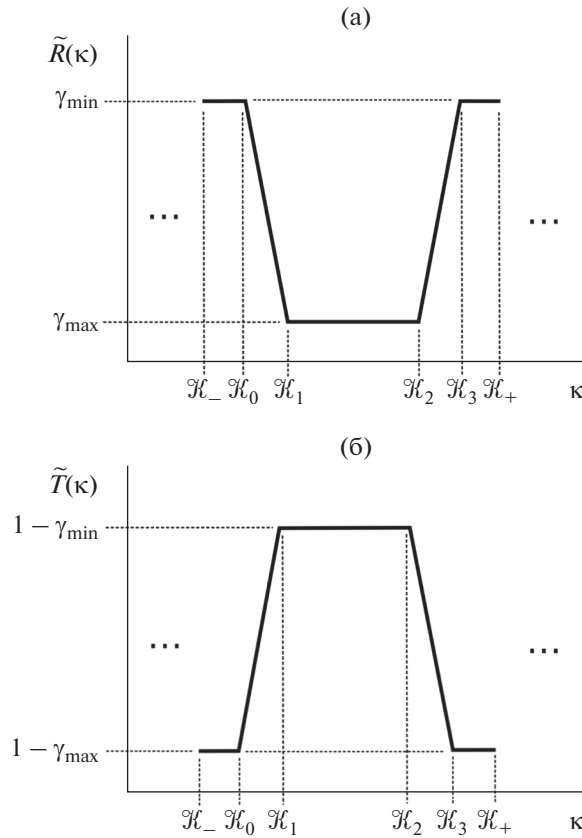 (а)
R̃(κ)
γmin
... ...
γmax
𝒦₋ 𝒦₀ 𝒦₁ 𝒦₂ 𝒦₃ 𝒦₊ κ
(б)
T̃(κ)
1 − γmin
... ...
1 − γmax
𝒦₋ 𝒦₀ 𝒦₁ 𝒦₂ 𝒦₃ 𝒦₊ κ